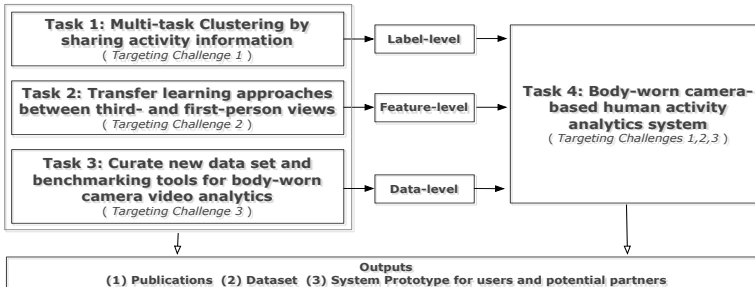 Task 1: Multi-task Clustering by
sharing activity information
( Targeting Challenge 1 )
Label-level
Task 2: Transfer learning approaches
between third- and first-person views
( Targeting Challenge 2 )
Feature-level
Task 3: Curate new data set and
benchmarking tools for body-worn
camera video analytics
( Targeting Challenge 3 )
Data-level
Task 4: Body-worn camera-
based human activity
analytics system
( Targeting Challenges 1,2,3 )
Outputs
(1) Publications (2) Dataset (3) System Prototype for users and potential partners